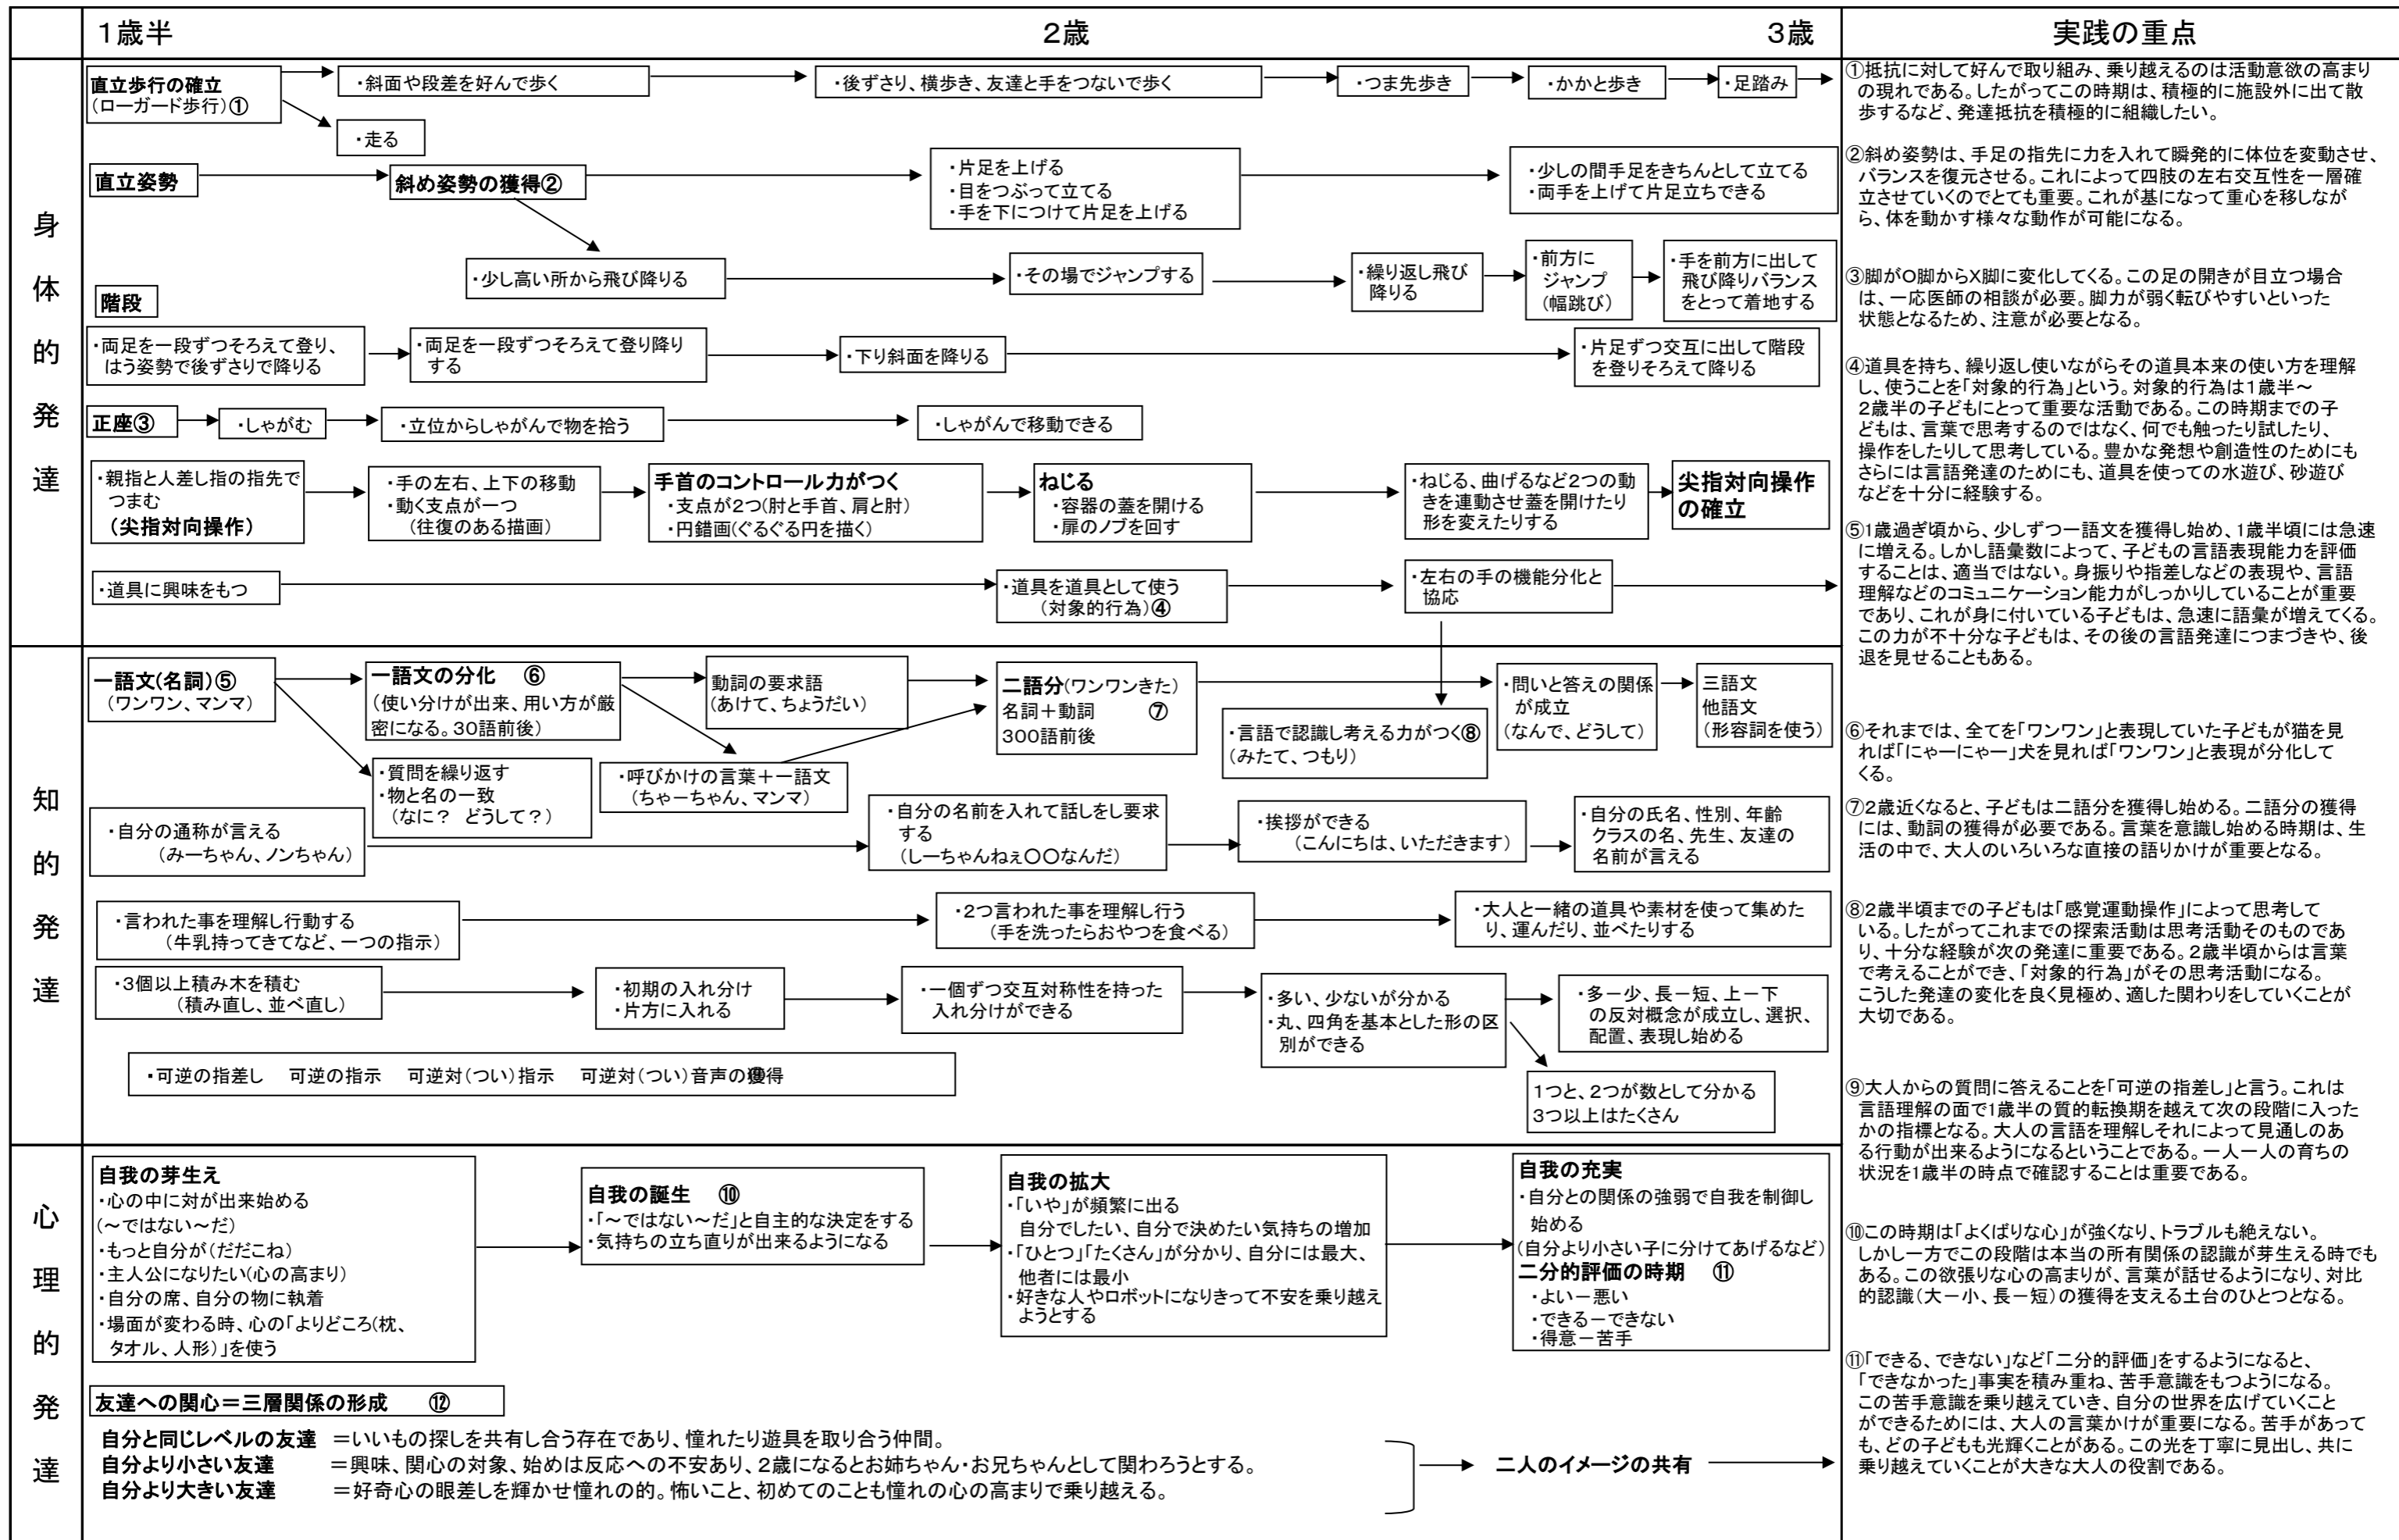 1歳半
2歳
3歳
実践の重点
身体的発達
直立歩行の確立
(ローガード歩行)①
・斜面や段差を好んで歩く
・後ずさり、横歩き、友達と手をつないで歩く
・つま先歩き
・かかと歩き
・足踏み
・走る
直立姿勢
斜め姿勢の獲得②
・片足を上げる
・目をつぶって立てる
・手を下につけて片足を上げる
・少しの間手足をきちんとして立てる
・両手を上げて片足立ちできる
・少し高い所から飛び降りる
・その場でジャンプする
・繰り返し飛び
降りる
・前方に
ジャンプ
(幅跳び)
・手を前方に出して
飛び降りバランス
をとって着地する
階段
・両足を一段ずつそろえて登り、
はう姿勢で後ずさりで降りる
・両足を一段ずつそろえて登り降り
する
・下り斜面を降りる
・片足ずつ交互に出して階段
を登りそろえて降りる
正座③
・しゃがむ
・立位からしゃがんで物を拾う
・しゃがんで移動できる
・親指と人差し指の指先で
つまむ
(尖指対向操作)
・手の左右、上下の移動
・動く支点が一つ
(往復のある描画)
手首のコントロール力がつく
・支点が2つ(肘と手首、肩と肘)
・円錯画(ぐるぐる円を描く)
ねじる
・容器の蓋を開ける
・扉のノブを回す
・ねじる、曲げるなど2つの動
きを連動させ蓋を開けたり
形を変えたりする
尖指対向操作
の確立
・道具に興味をもつ
・道具を道具として使う
(対象的行為)④
・左右の手の機能分化と
協応
知的発達
一語文(名詞)⑤
(ワンワン、マンマ)
一語文の分化 ⑥
(使い分けが出来、用い方が厳
密になる。30語前後)
動詞の要求語
(あけて、ちょうだい)
二語分(ワンワンきた)
名詞+動詞 ⑦
300語前後
・言語で認識し考える力がつく⑧
(みたて、つもり)
・問いと答えの関係
が成立
(なんで、どうして)
三語文
他語文
(形容詞を使う)
・質問を繰り返す
・物と名の一致
(なに? どうして?)
・呼びかけの言葉+一語文
(ちゃーちゃん、マンマ)
・自分の通称が言える
(みーちゃん、ノンちゃん)
・自分の名前を入れて話しをし要求
する
(しーちゃんねぇ〇〇なんだ)
・挨拶ができる
(こんにちは、いただきます)
・自分の氏名、性別、年齢
クラスの名、先生、友達の
名前が言える
・言われた事を理解し行動する
(牛乳持ってきてなど、一つの指示)
・2つ言われた事を理解し行う
(手を洗ったらおやつを食べる)
・大人と一緒の道具や素材を使って集めた
り、運んだり、並べたりする
・3個以上積み木を積む
(積み直し、並べ直し)
・初期の入れ分け
・片方に入れる
・一個ずつ交互対称性を持った
入れ分けができる
・多い、少ないが分かる
・丸、四角を基本とした形の区
別ができる
・多ー少、長ー短、上ー下
の反対概念が成立し、選択、
配置、表現し始める
・可逆の指差し 可逆の指示 可逆対(つい)指示 可逆対(つい)音声の獲得
1つと、2つが数として分かる
3つ以上はたくさん
心理的発達
自我の芽生え
・心の中に対が出来始める
(~ではない~だ)
・もっと自分が(だだこね)
・主人公になりたい(心の高まり)
・自分の席、自分の物に執着
・場面が変わる時、心の「よりどころ(枕、
タオル、人形)」を使う
自我の誕生 ⑩
・「~ではない~だ」と自主的な決定をする
・気持ちの立ち直りが出来るようになる
自我の拡大
・「いや」が頻繁に出る
自分でしたい、自分で決めたい気持ちの増加
・「ひとつ」「たくさん」が分かり、自分には最大、
他者には最小
・好きな人やロボットになりきって不安を乗り越え
ようとする
自我の充実
・自分との関係の強弱で自我を制御し
始める
(自分より小さい子に分けてあげるなど)
二分的評価の時期 ⑪
・よいー悪い
・できるーできない
・得意ー苦手
友達への関心=三層関係の形成 ⑫
自分と同じレベルの友達 =いいもの探しを共有し合う存在であり、憧れたり遊具を取り合う仲間。
自分より小さい友達 =興味、関心の対象、始めは反応への不安あり、2歳になるとお姉ちゃん・お兄ちゃんとして関わろうとする。
自分より大きい友達 =好奇心の眼差しを輝かせ憧れの的。怖いこと、初めてのことも憧れの心の高まりで乗り越える。
二人のイメージの共有
①抵抗に対して好んで取り組み、乗り越えるのは活動意欲の高まり
の現れである。したがってこの時期は、積極的に施設外に出て散
歩するなど、発達抵抗を積極的に組織したい。
②斜め姿勢は、手足の指先に力を入れて瞬発的に体位を変動させ、
バランスを復元させる。これによって四肢の左右交互性を一層確
立させていくのでとても重要。これが基になって重心を移しなが
ら、体を動かす様々な動作が可能になる。
③脚がO脚からX脚に変化してくる。この足の開きが目立つ場合
は、一応医師の相談が必要。脚力が弱く転びやすいといった
状態となるため、注意が必要となる。
④道具を持ち、繰り返し使いながらその道具本来の使い方を理解
し、使うことを「対象的行為」という。対象的行為は1歳半~
2歳半の子どもにとって重要な活動である。この時期までの子
どもは、言葉で思考するのではなく、何でも触ったり試したり、
操作をしたりして思考している。豊かな発想や創造性のためにも
さらには言語発達のためにも、道具を使っての水遊び、砂遊び
などを十分に経験する。
⑤1歳過ぎ頃から、少しずつ一語文を獲得し始め、1歳半頃には急速
に増える。しかし語彙数によって、子どもの言語表現能力を評価
することは、適当ではない。身振りや指差しなどの表現や、言語
理解などのコミュニケーション能力がしっかりしていることが重要
であり、これが身に付いている子どもは、急速に語彙が増えてくる。
この力が不十分な子どもは、その後の言語発達につまづきや、後
退を見せることもある。
⑥それまでは、全てを「ワンワン」と表現していた子どもが猫を見
れば「にゃーにゃー」犬を見れば「ワンワン」と表現が分化して
くる。
⑦2歳近くなると、子どもは二語分を獲得し始める。二語分の獲得
には、動詞の獲得が必要である。言葉を意識し始める時期は、生
活の中で、大人のいろいろな直接の語りかけが重要となる。
⑧2歳半頃までの子どもは「感覚運動操作」によって思考して
いる。したがってこれまでの探索活動は思考活動そのものであ
り、十分な経験が次の発達に重要である。2歳半頃からは言葉
で考えることができ、「対象的行為」がその思考活動になる。
こうした発達の変化を良く見極め、適した関わりをしていくことが
大切である。
⑨大人からの質問に答えることを「可逆の指差し」と言う。これは
言語理解の面で1歳半の質的転換期を越えて次の段階に入った
かの指標となる。大人の言語を理解しそれによって見通しのあ
る行動が出来るようになるということである。一人一人の育ちの
状況を1歳半の時点で確認することは重要である。
⑩この時期は「よくばりな心」が強くなり、トラブルも絶えない。
しかし一方でこの段階は本当の所有関係の認識が芽生える時でも
ある。この欲張りな心の高まりが、言葉が話せるようになり、対比
的認識(大ー小、長ー短)の獲得を支える土台のひとつとなる。
⑪「できる、できない」など「二分的評価」をするようになると、
「できなかった」事実を積み重ね、苦手意識をもつようになる。
この苦手意識を乗り越えていき、自分の世界を広げていくこと
ができるためには、大人の言葉かけが重要になる。苦手があって
も、どの子どもも光輝くことがある。この光を丁寧に見出し、共に
乗り越えていくことが大きな大人の役割である。